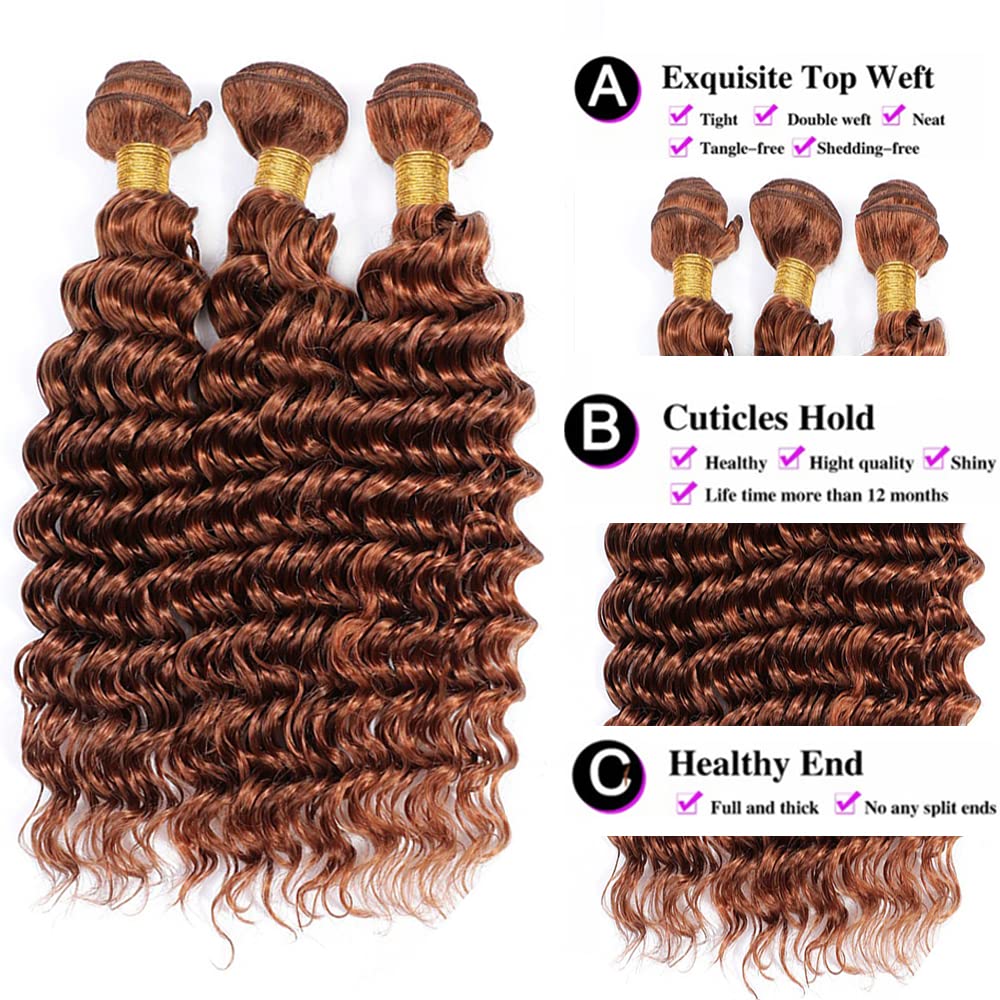 A Exquisite Top Weft
Tight Double weft Neat
Tangle-free Shedding-free
B Cuticles Hold
Healthy Hight quality Shiny
Life time more than 12 months
C Healthy End
Full and thick No any split ends